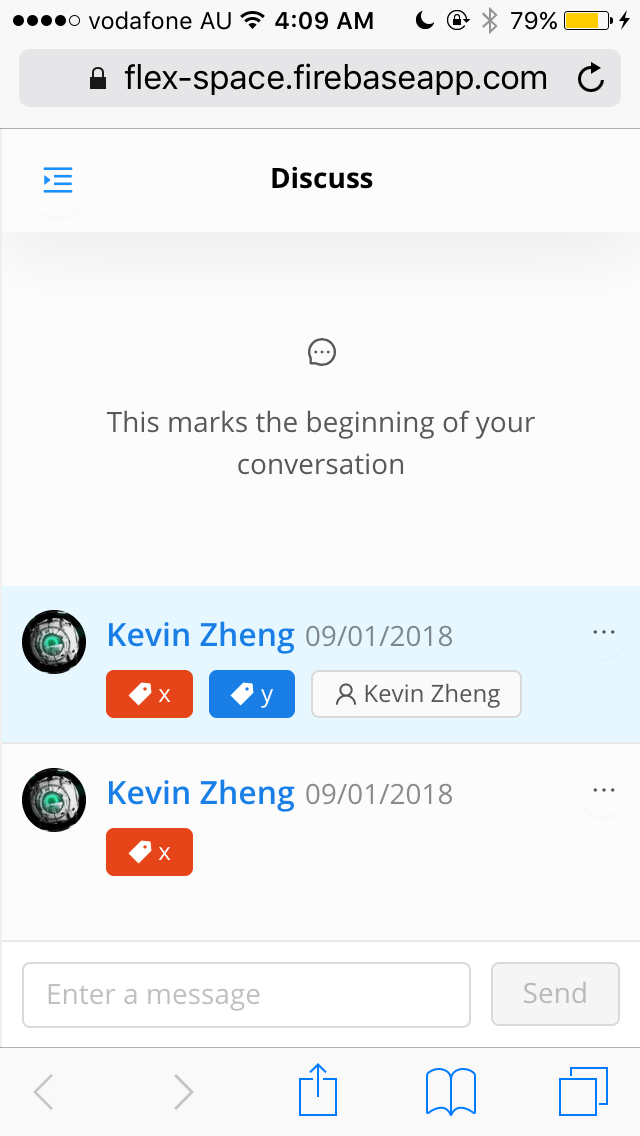 vodafone AU 4:09 AM 79%
flex-space.firebaseapp.com
Discuss
This marks the beginning of your
conversation
Kevin Zheng 09/01/2018 ...
x y Kevin Zheng
Kevin Zheng 09/01/2018 ...
x
Enter a message Send